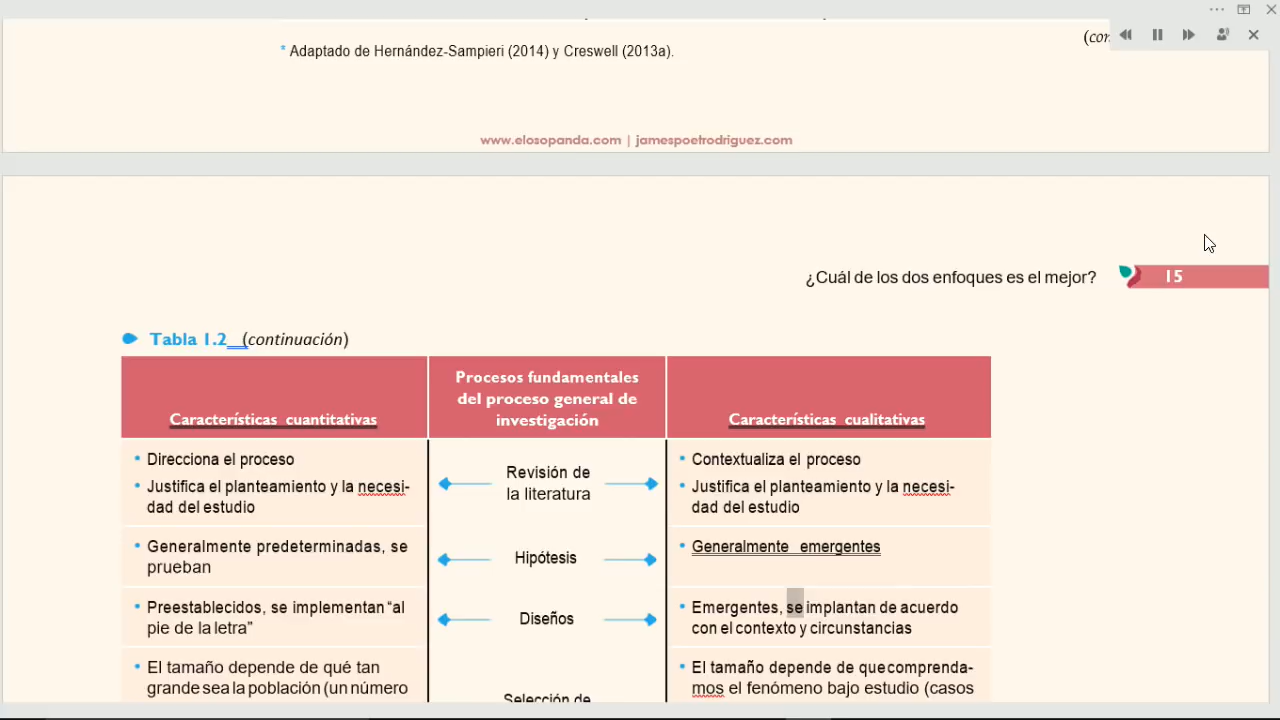 (con
* Adaptado de Hernández-Sampieri (2014) y Creswell (2013a).
www.elosopanda.com | jamespoetrodriguez.com
¿Cuál de los dos enfoques es el mejor? 15
Tabla 1.2 (continuación)
Características cuantitativas
Procesos fundamentales
del proceso general de
investigación
Características cualitativas
• Direcciona el proceso
• Justifica el planteamiento y la necesi-
dad del estudio
Revisión de
la literatura
• Contextualiza el proceso
• Justifica el planteamiento y la necesi-
dad del estudio
• Generalmente predeterminadas, se
prueban
Hipótesis
• Generalmente emergentes
• Preestablecidos, se implementan “al
pie de la letra”
Diseños
• Emergentes, se implantan de acuerdo
con el contexto y circunstancias
• El tamaño depende de qué tan
grande sea la población (un número
Selección de
• El tamaño depende de que comprenda-
mos el fenómeno bajo estudio (casos